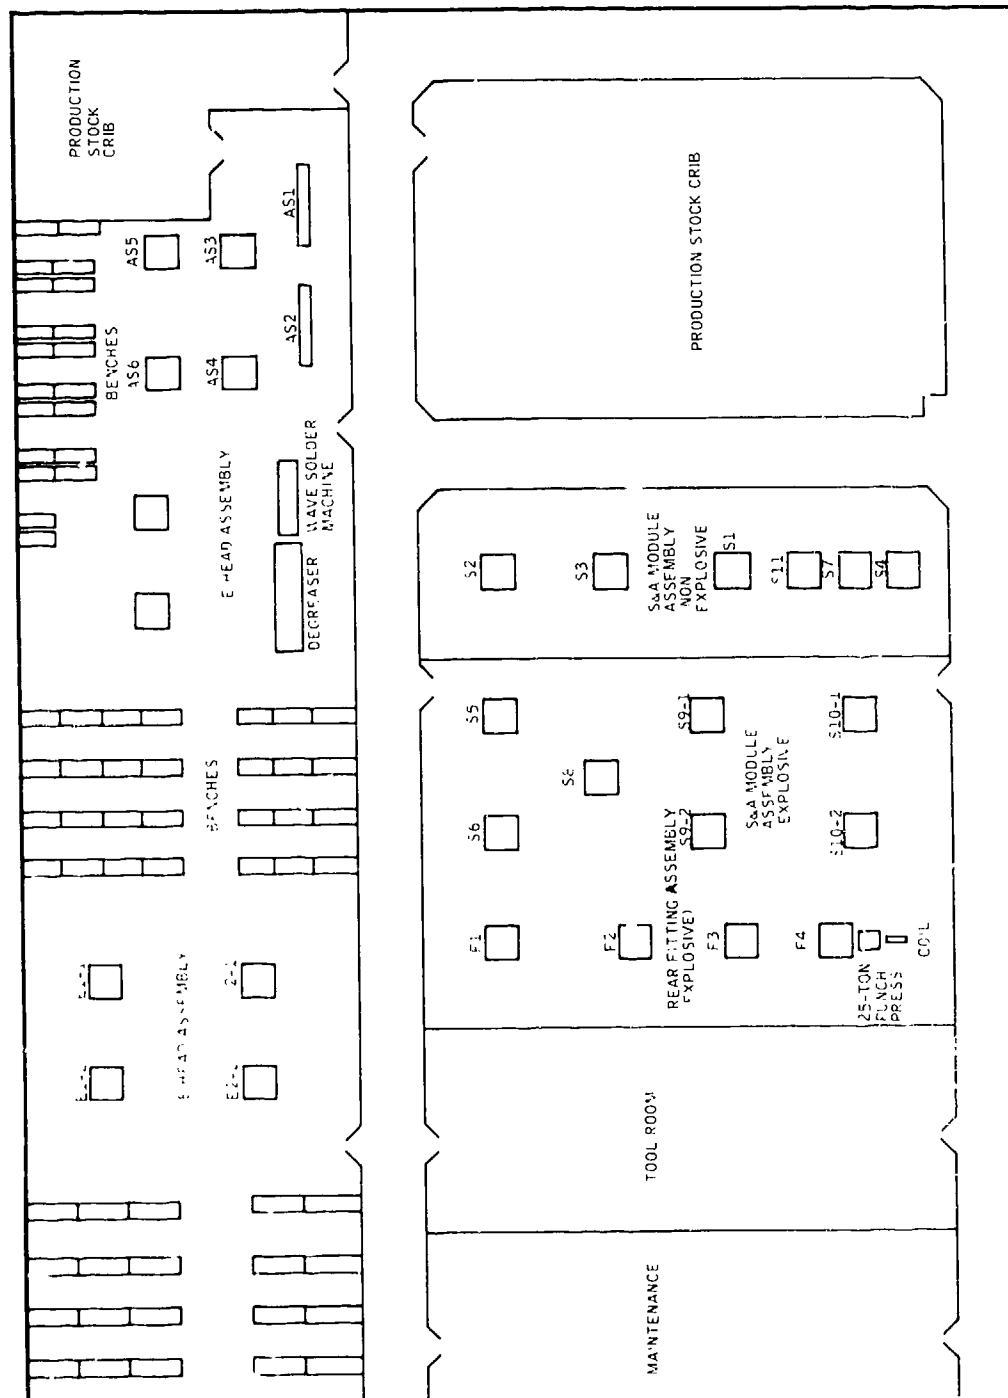 PRODUCTION
STOCK
CRIB
AS5
AS3
AS1
BENCHES
AS6
AS4
AS2
E-HEAD ASSEMBLY
WAVE SOLDER
MACHINE
DEGREASER
BENCHES
ASSEMBLY
2-1
PRODUCTION STOCK CRIB
S2
S3
S&A MODULE
ASSEMBLY
NON
EXPLOSIVE
S1
S11
S7
S4
S5
S8
S9-1
S10-1
S6
S9-2
S&A MODULE
ASSEMBLY
EXPLOSIVE
S10-2
REAR FITTING ASSEMBLY
EXPLOSIVE)
F1
F2
F3
F4
25-TON
PUNCH
PRESS
COIL
TOOL ROOM
MAINTENANCE